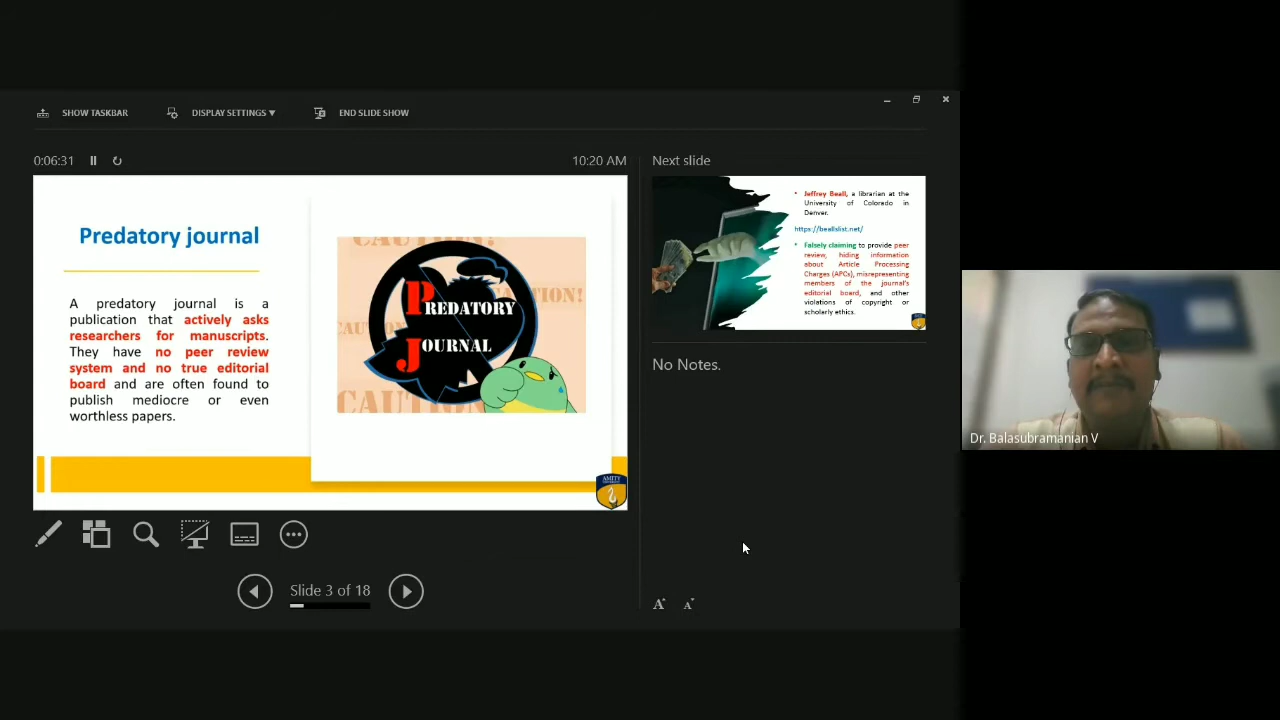 SHOW TASKBAR
DISPLAY SETTINGS ▼
END SLIDE SHOW
0:06:31
10:20 AM
Predatory journal
A predatory journal is a
publication that actively asks
researchers for manuscripts.
They have no peer review
system and no true editorial
board and are often found to
publish mediocre or even
worthless papers.
CAUTION!
CAUTION!
CAUTION
CAUTION
PREDATORY
JOURNAL
AMITY
Slide 3 of 18
Next slide
• Jeffrey Beall, a librarian at the
University of Colorado in
Denver.
https://beallslist.net/
• Falsely claiming to provide peer
review, hiding information
about Article Processing
Charges (APCs), misrepresenting
members of the journal's
editorial board, and other
violations of copyright or
scholarly ethics.
No Notes.
A
A
Dr. Balasubramanian V